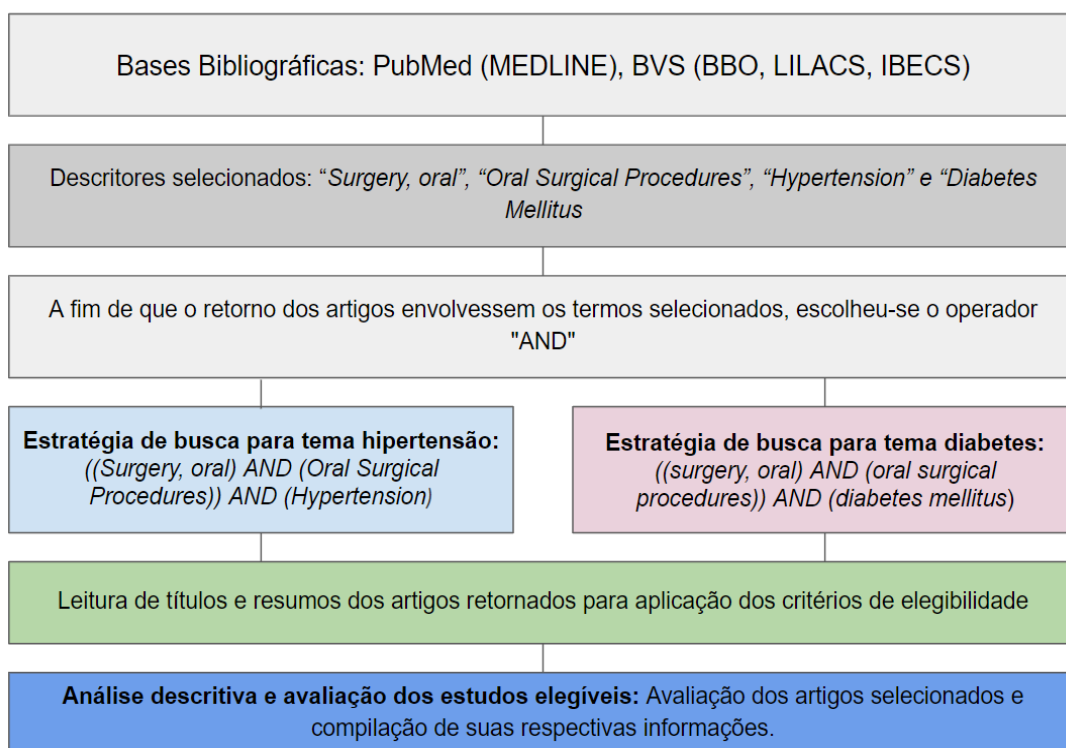 Bases Bibliográficas: PubMed (MEDLINE), BVS (BBO, LILACS, IBECS)
Descritores selecionados: “Surgery, oral”, “Oral Surgical Procedures”, “Hypertension” e “Diabetes
Mellitus
A fim de que o retorno dos artigos envolvessem os termos selecionados, escolheu-se o operador
"AND"
Estratégia de busca para tema hipertensão:
((Surgery, oral) AND (Oral Surgical
Procedures)) AND (Hypertension)
Estratégia de busca para tema diabetes:
((surgery, oral) AND (oral surgical
procedures)) AND (diabetes mellitus)
Leitura de títulos e resumos dos artigos retornados para aplicação dos critérios de elegibilidade
Análise descritiva e avaliação dos estudos elegíveis: Avaliação dos artigos selecionados e
compilação de suas respectivas informações.